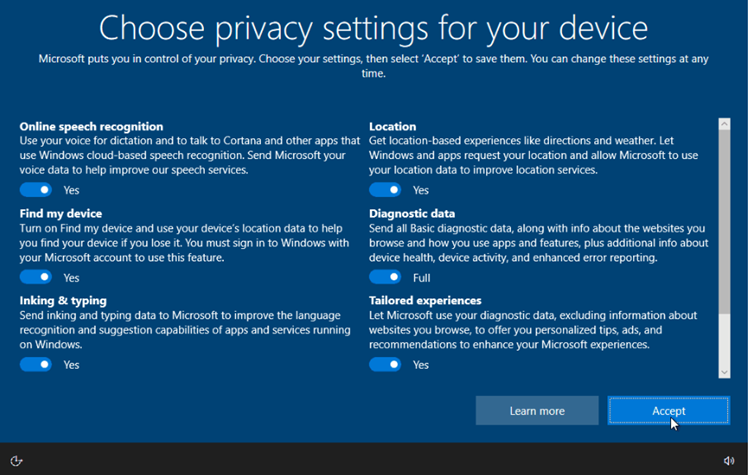 Choose privacy settings for your device
Microsoft puts you in control of your privacy. Choose your settings, then select 'Accept' to save them. You can change these settings at any
time.
Online speech recognition
Use your voice for dictation and to talk to Cortana and other apps that
use Windows cloud-based speech recognition. Send Microsoft your
voice data to help improve our speech services.
Yes
Location
Get location-based experiences like directions and weather. Let
Windows and apps request your location and allow Microsoft to use
your location data to improve location services.
Yes
Find my device
Turn on Find my device and use your device's location data to help
you find your device if you lose it. You must sign in to Windows with
your Microsoft account to use this feature.
Yes
Diagnostic data
Send all Basic diagnostic data, along with info about the websites you
browse and how you use apps and features, plus additional info about
device health, device activity, and enhanced error reporting.
Full
Inking & typing
Send inking and typing data to Microsoft to improve the language
recognition and suggestion capabilities of apps and services running
on Windows.
Yes
Tailored experiences
Let Microsoft use your diagnostic data, excluding information about
websites you browse, to offer you personalized tips, ads, and
recommendations to enhance your Microsoft experiences.
Yes
Learn more
Accept